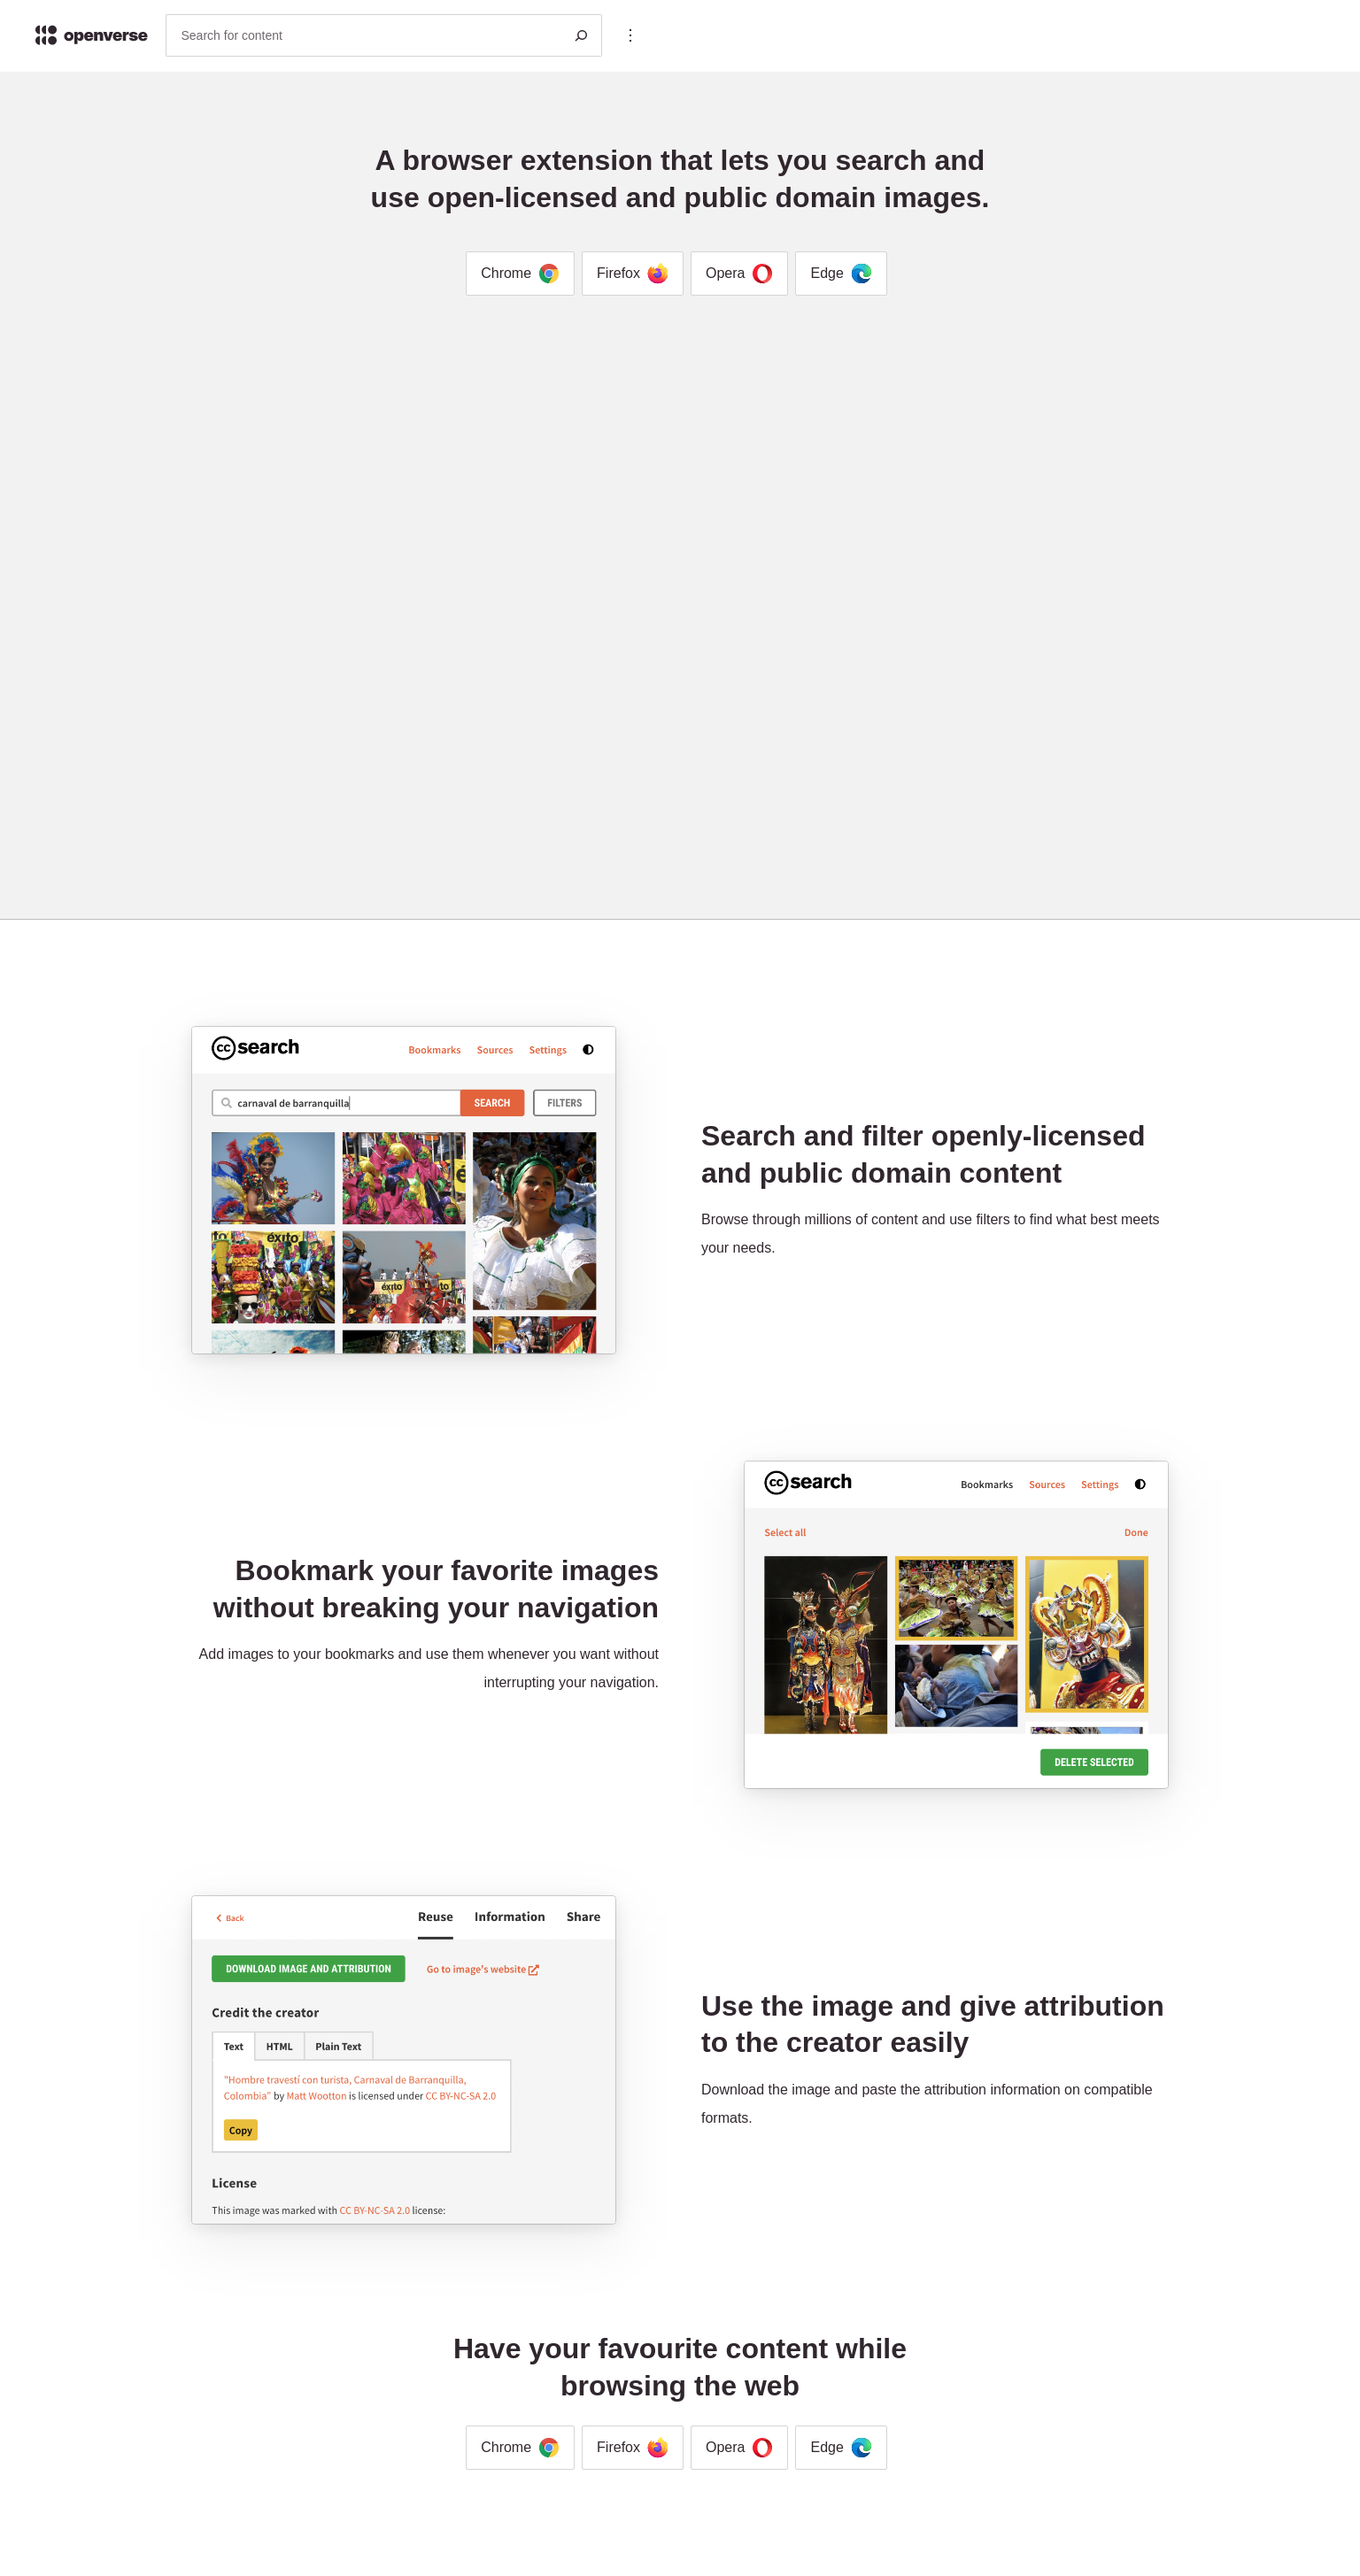 openverse
Search for content
A browser extension that lets you search and
use open-licensed and public domain images.
Chrome
Firefox
Opera
Edge
cc search
Bookmarks
Sources
Settings
carnaval de barranquilla
SEARCH
FILTERS
éxito
éxito
Search and filter openly-licensed
and public domain content
Browse through millions of content and use filters to find what best meets
your needs.
Bookmark your favorite images
without breaking your navigation
Add images to your bookmarks and use them whenever you want without
interrupting your navigation.
cc search
Bookmarks
Sources
Settings
Select all
Done
DELETE SELECTED
Back
Reuse
Information
Share
DOWNLOAD IMAGE AND ATTRIBUTION
Go to image's website
Credit the creator
Text
HTML
Plain Text
"Hombre travestí con turista, Carnaval de Barranquilla,
Colombia" by Matt Wootton is licensed under CC BY-NC-SA 2.0
Copy
License
This image was marked with CC BY-NC-SA 2.0 license:
Use the image and give attribution
to the creator easily
Download the image and paste the attribution information on compatible
formats.
Have your favourite content while
browsing the web
Chrome
Firefox
Opera
Edge